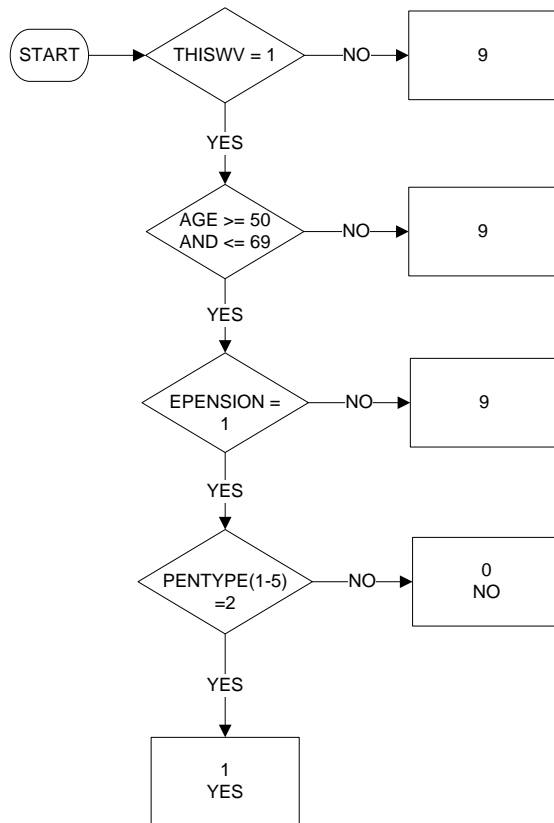 START
THISWV = 1
NO
9
YES
AGE >= 50
AND <= 69
NO
9
YES
EPENSION =
1
NO
9
YES
PENTYPE(1-5)
=2
NO
0
NO
YES
1
YES